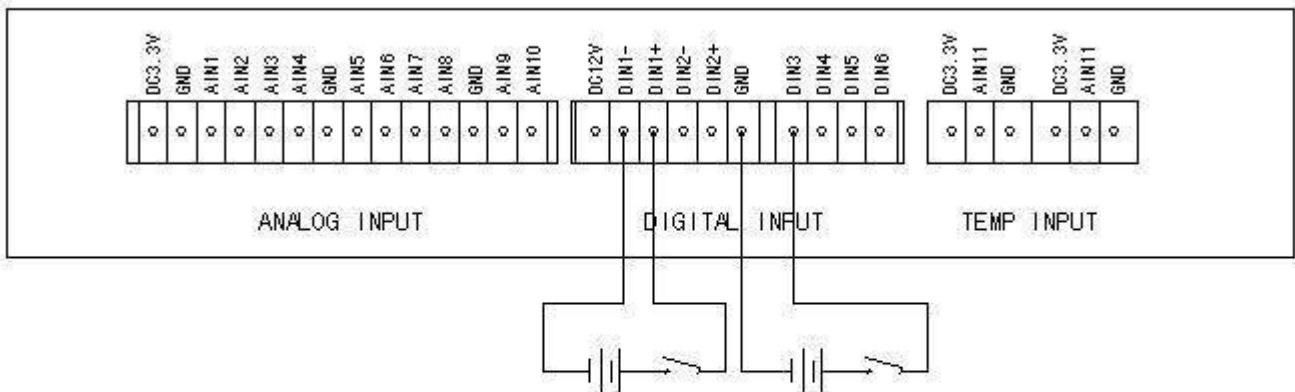 DC3.3V GND AIN1 AIN2 AIN3 AIN4 GND AIN5 AIN6 AIN7 AIN8 GND AIN9 AIN10
DC12V DIN1- DIN1+ DIN2- DIN2+ GND DIN3 DIN4 DIN5 DIN6
DC3.3V AIN11 GND DC3.3V AIN11 GND
ANALOG INPUT
DIGITAL INPUT
TEMP INPUT